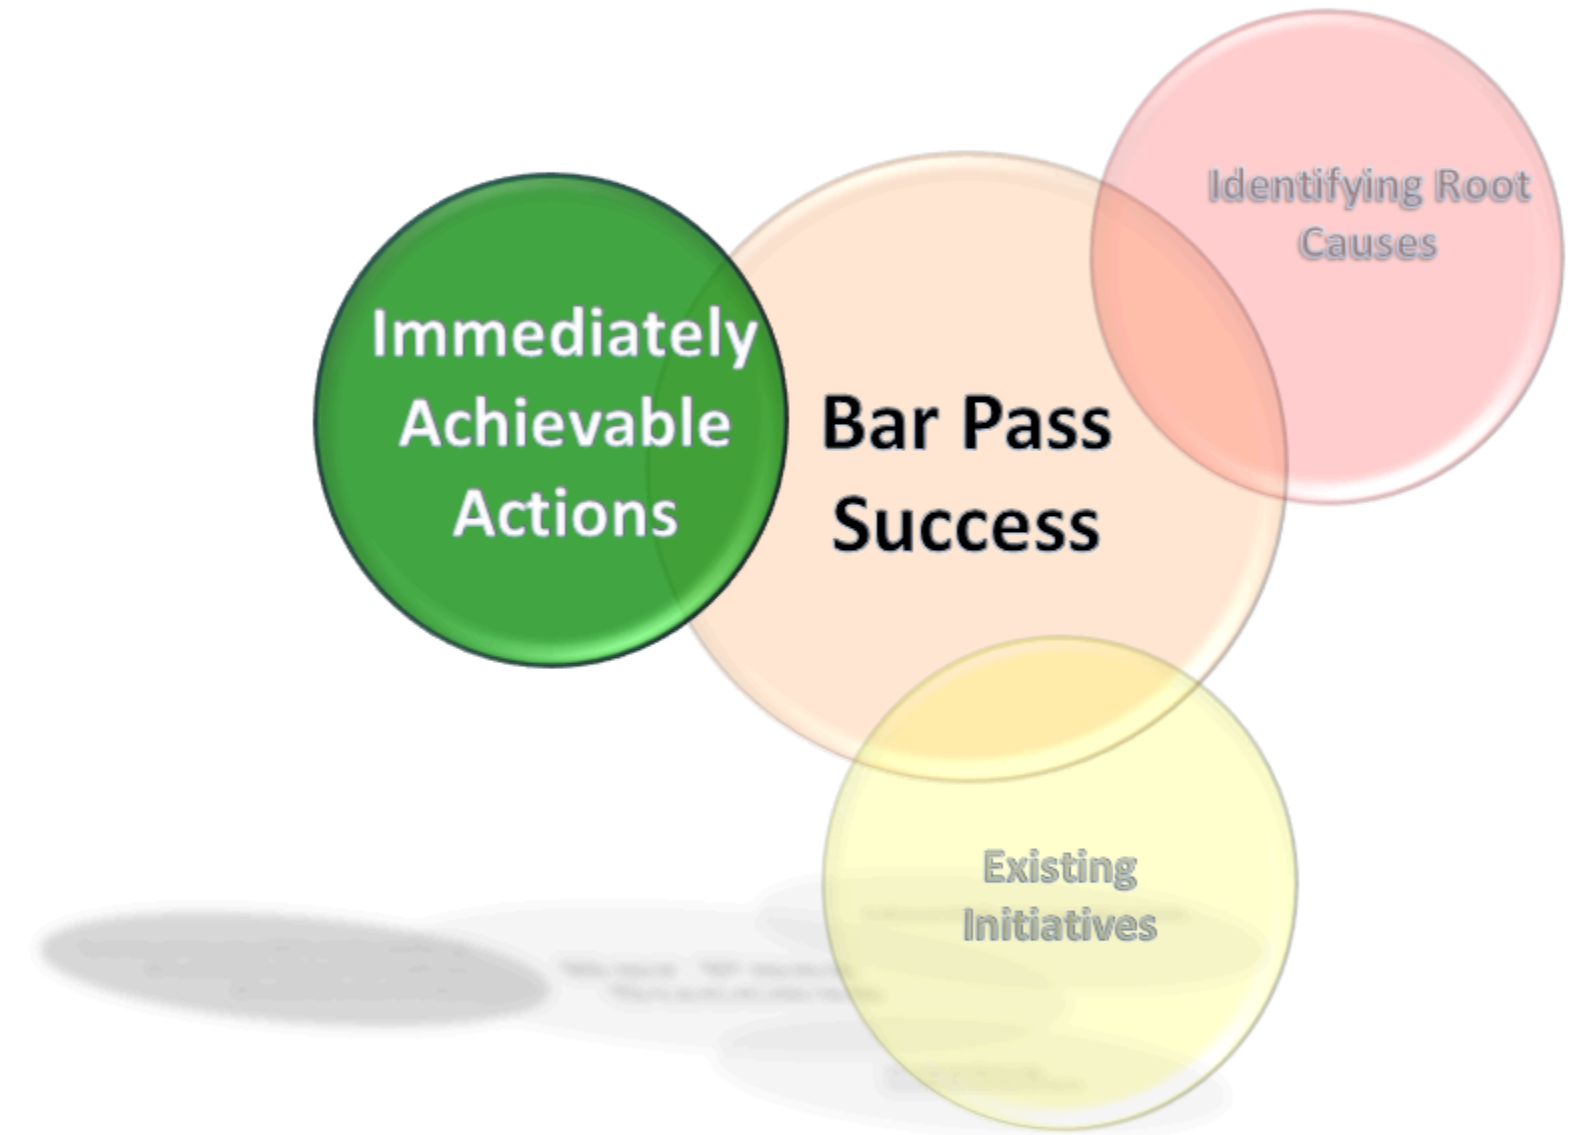 Identifying Root
Causes
Immediately
Achievable
Actions
Bar Pass
Success
Existing
Initiatives